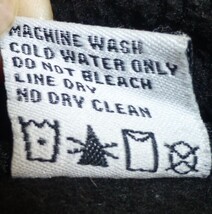 MACHINE WASH
COLD WATER ONLY
DO NOT BLEACH
LINE DRY
NO DRY CLEAN